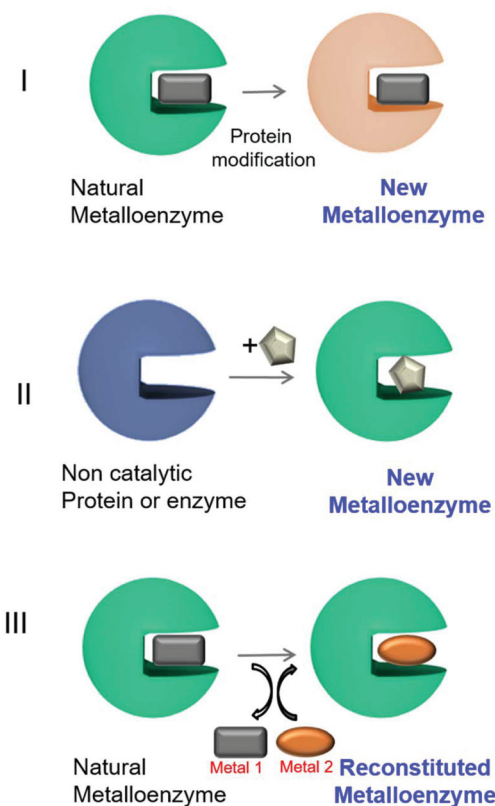 I
Protein
modification
Natural
Metalloenzyme
New
Metalloenzyme
II
+
Non catalytic
Protein or enzyme
New
Metalloenzyme
III
Metal 1
Metal 2
Natural
Metalloenzyme
Reconstituted
Metalloenzyme